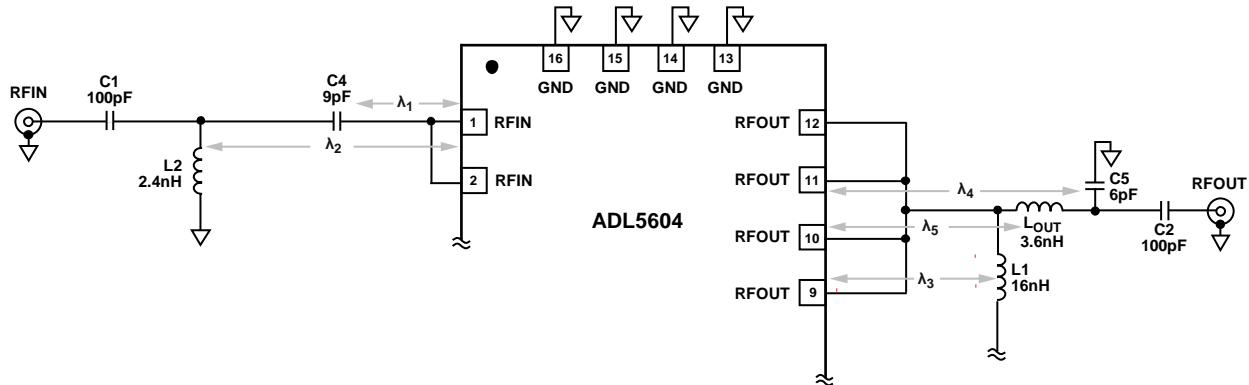 16
15
14
13
GND
GND
GND
GND
RFIN
C1
100pF
C4
9pF
λ1
1
RFIN
λ2
L2
2.4nH
2
RFIN
ADL5604
RFOUT
12
RFOUT
11
RFOUT
10
RFOUT
9
λ4
λ5
λ3
LOUT
3.6nH
L1
16nH
C5
6pF
C2
100pF
RFOUT